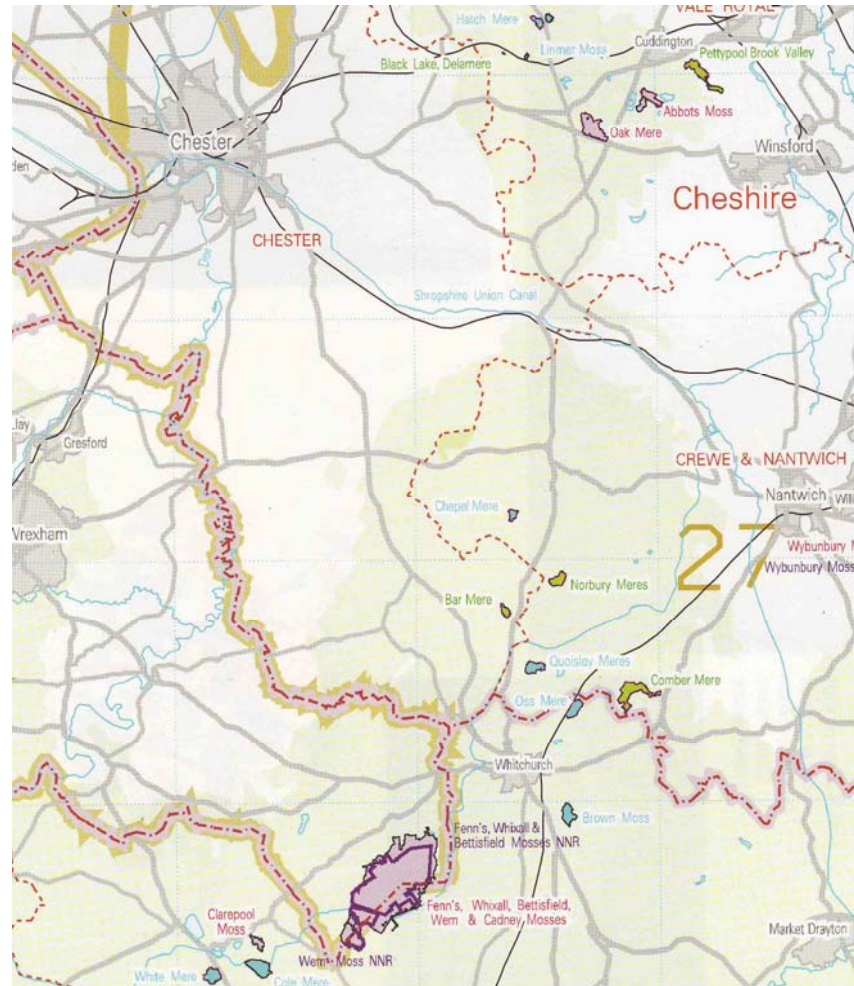 VALE ROYAL
Hatch Mere
Linmer Moss
Cuddington
Pettypool Brook Valley
Black Lake, Delamere
Abbots Moss
Oak Mere
Chester
Winsford
Cheshire
CHESTER
Dee
Shropshire Union Canal
Gresford
CREWE & NANTWICH
Nantwich
Chapel Mere
Wrexham
27
Wybunbury Moss
Norbury Meres
Bar Mere
Quoisley Meres
Comber Mere
Oss Mere
Whitchurch
Brown Moss
Fenn's, Whixall &
Bettisfield Mosses NNR
Fenn's, Whixall, Bettisfield,
Wem & Cadney Mosses
Clarepool
Moss
Market Drayton
Wem Moss NNR
White Mere
Cole Mere